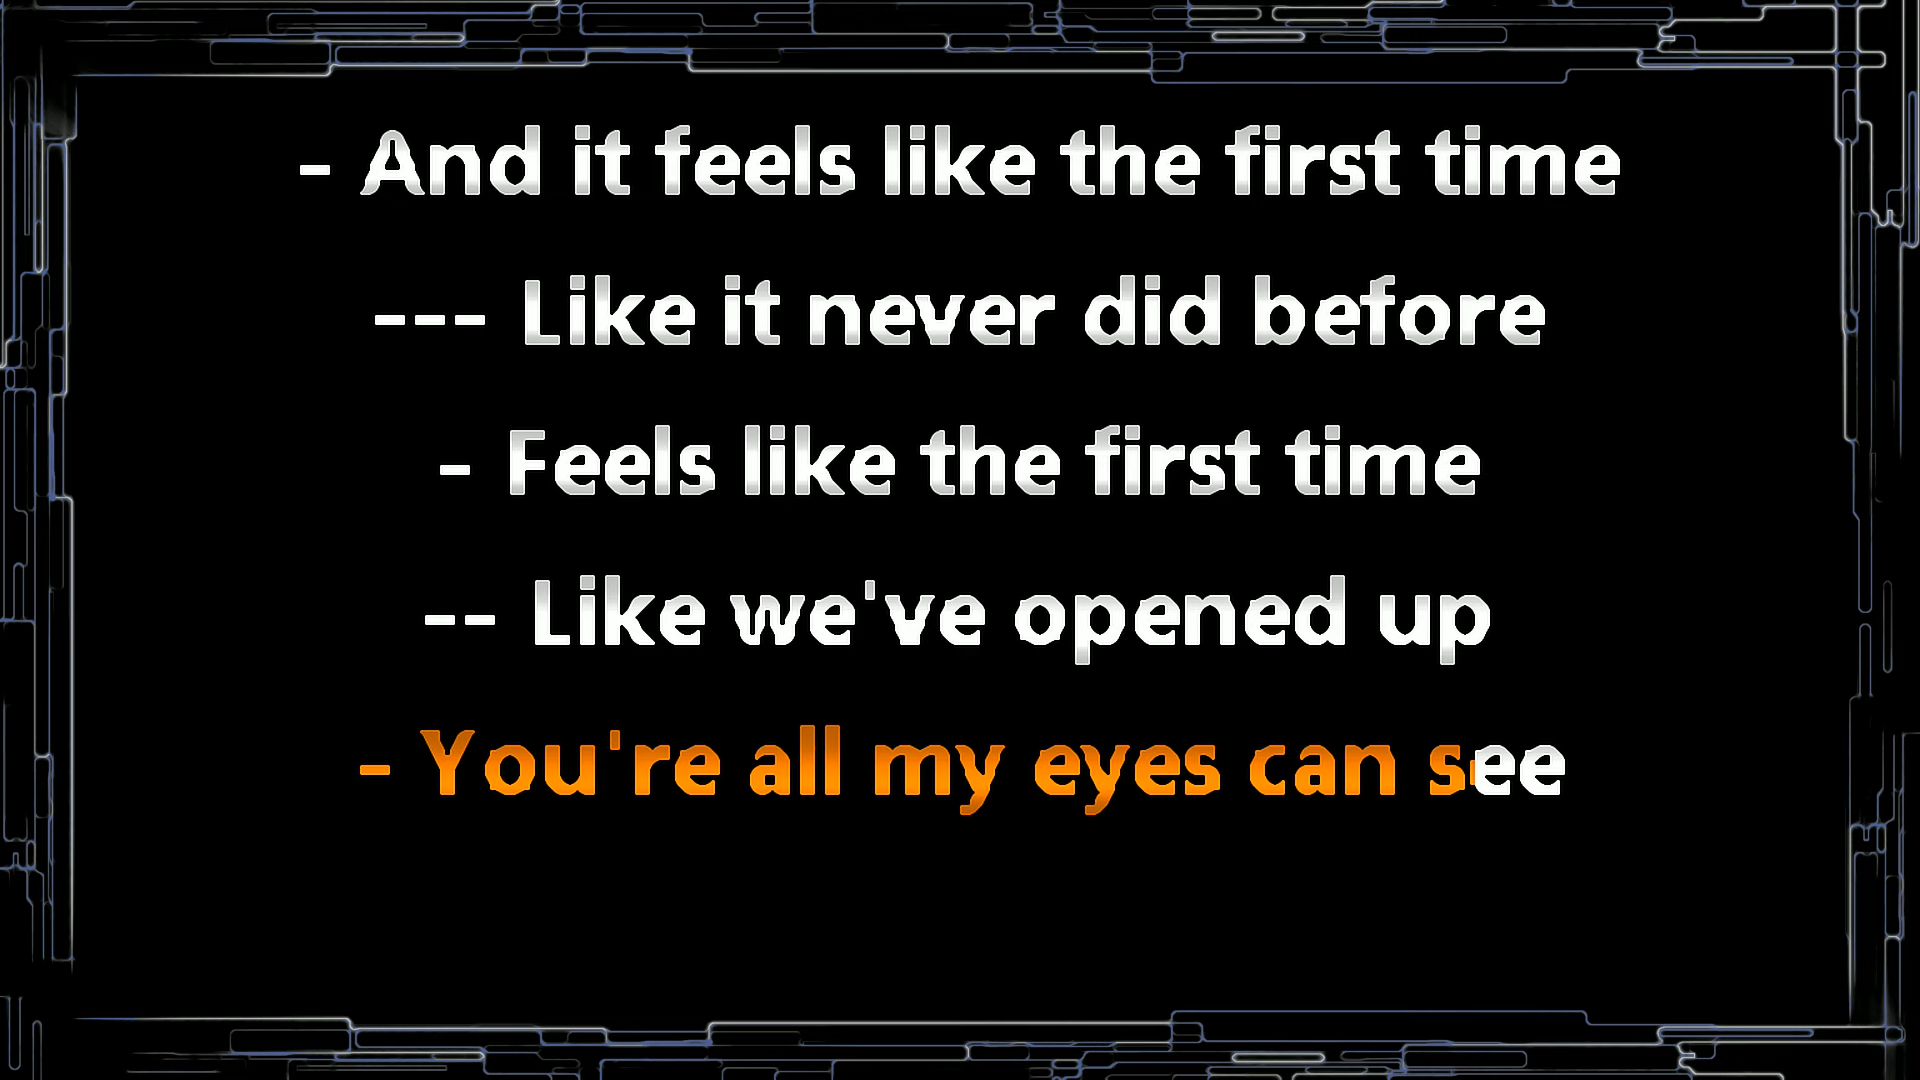 - And it feels like the first time
--- Like it never did before
- Feels like the first time
-- Like we've opened up
- You're all my eyes can see